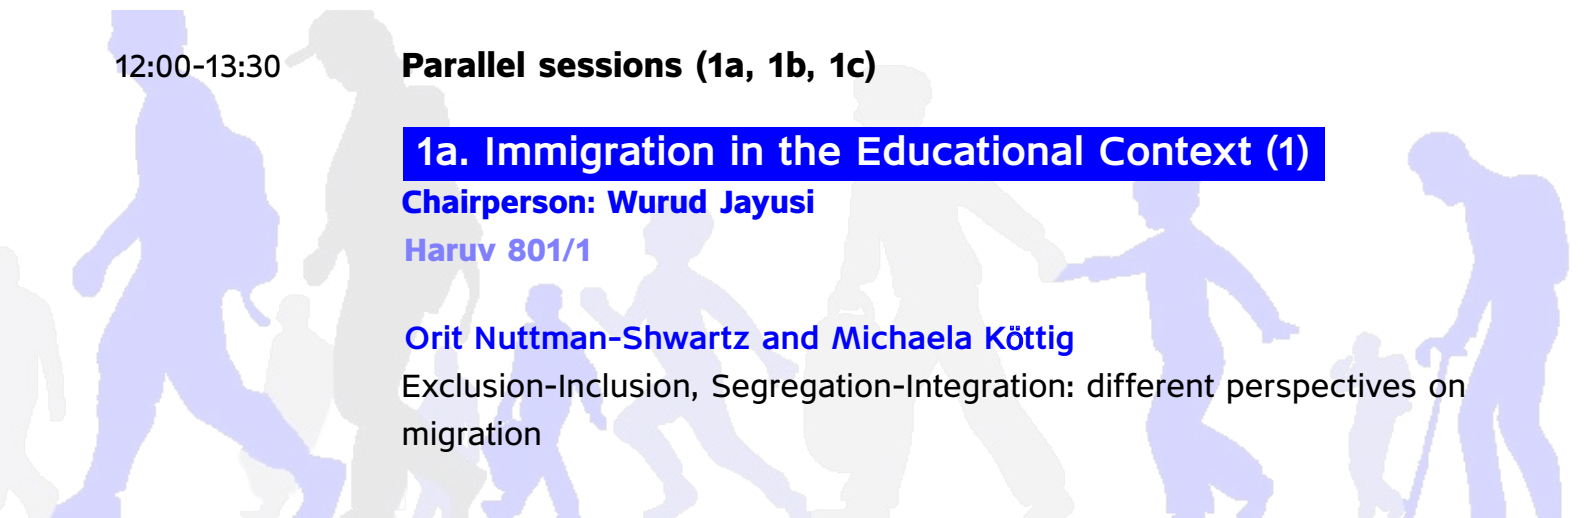 12:00-13:30 Parallel sessions (1a, 1b, 1c)
1a. Immigration in the Educational Context (1)
Chairperson: Wurud Jayusi
Haruv 801/1
Orit Nuttman-Shwartz and Michaela Köttig
Exclusion-Inclusion, Segregation-Integration: different perspectives on
migration